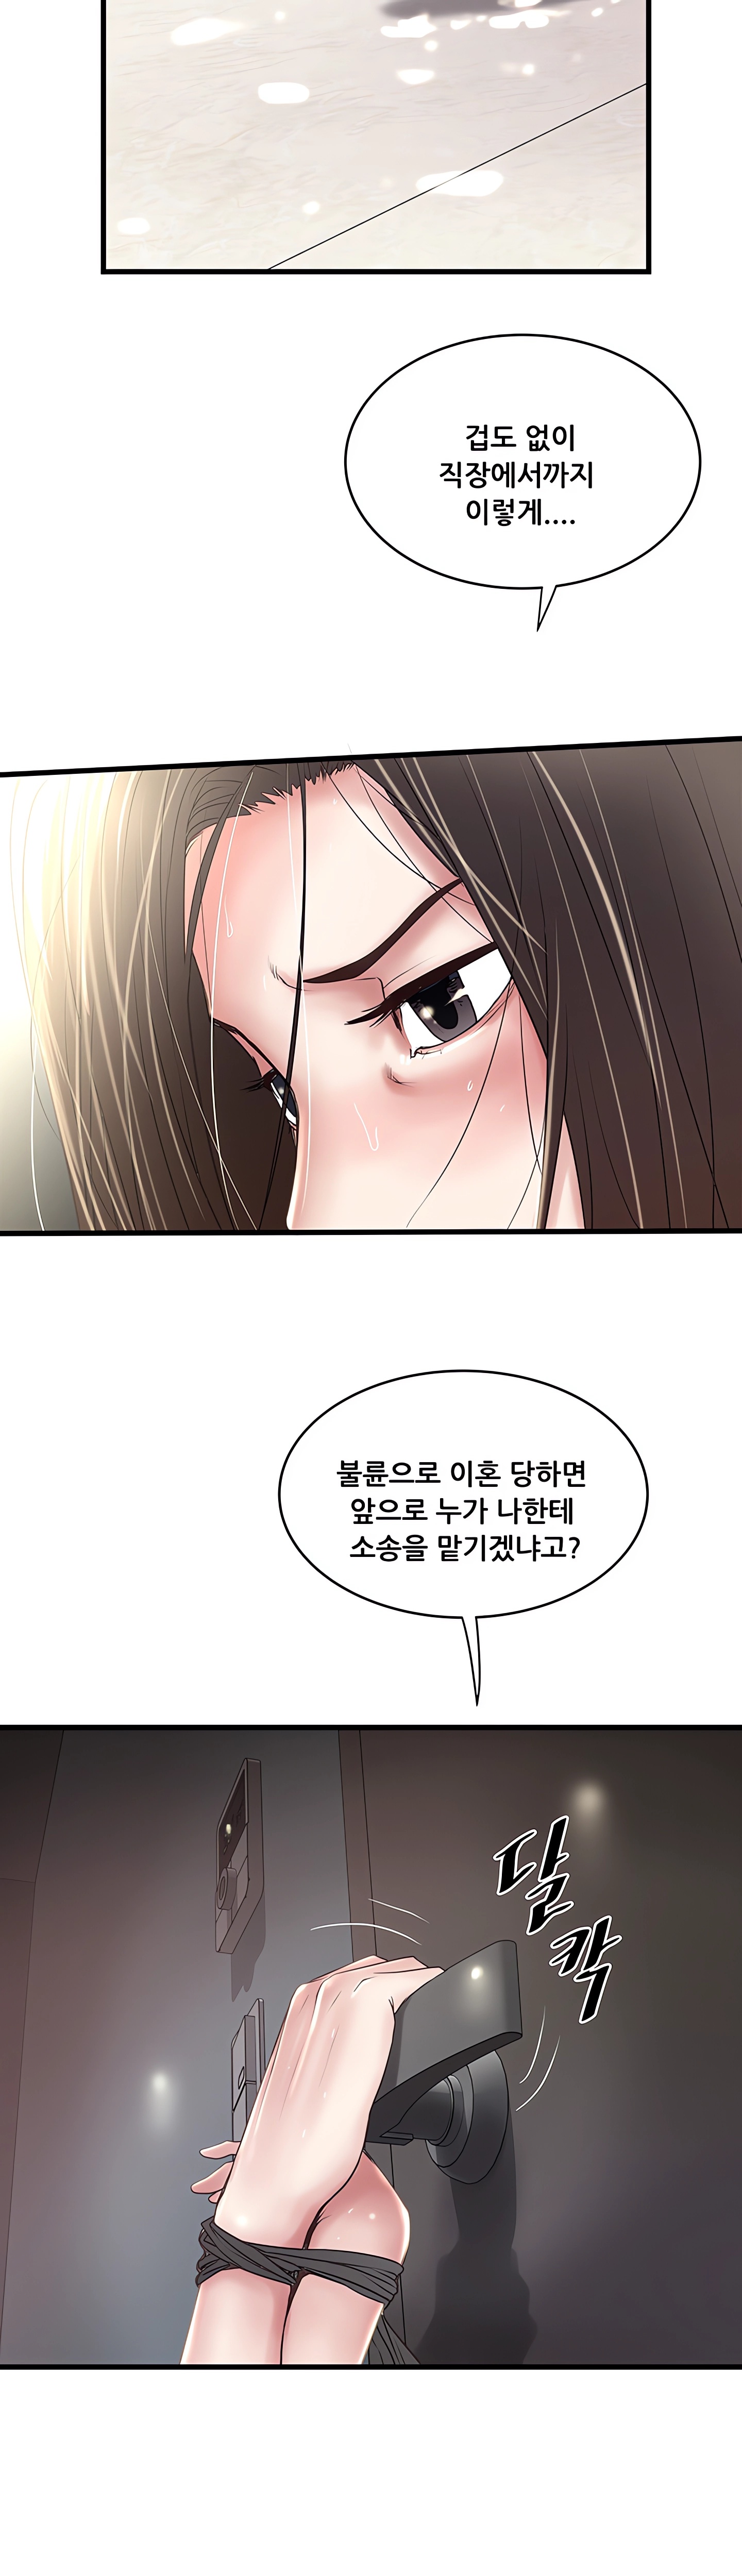 겁도 없이
직장에서까지
이렇게....
불륜으로 이혼 당하면
앞으로 누가 나한테
소송을 맡기겠냐고?
달칵